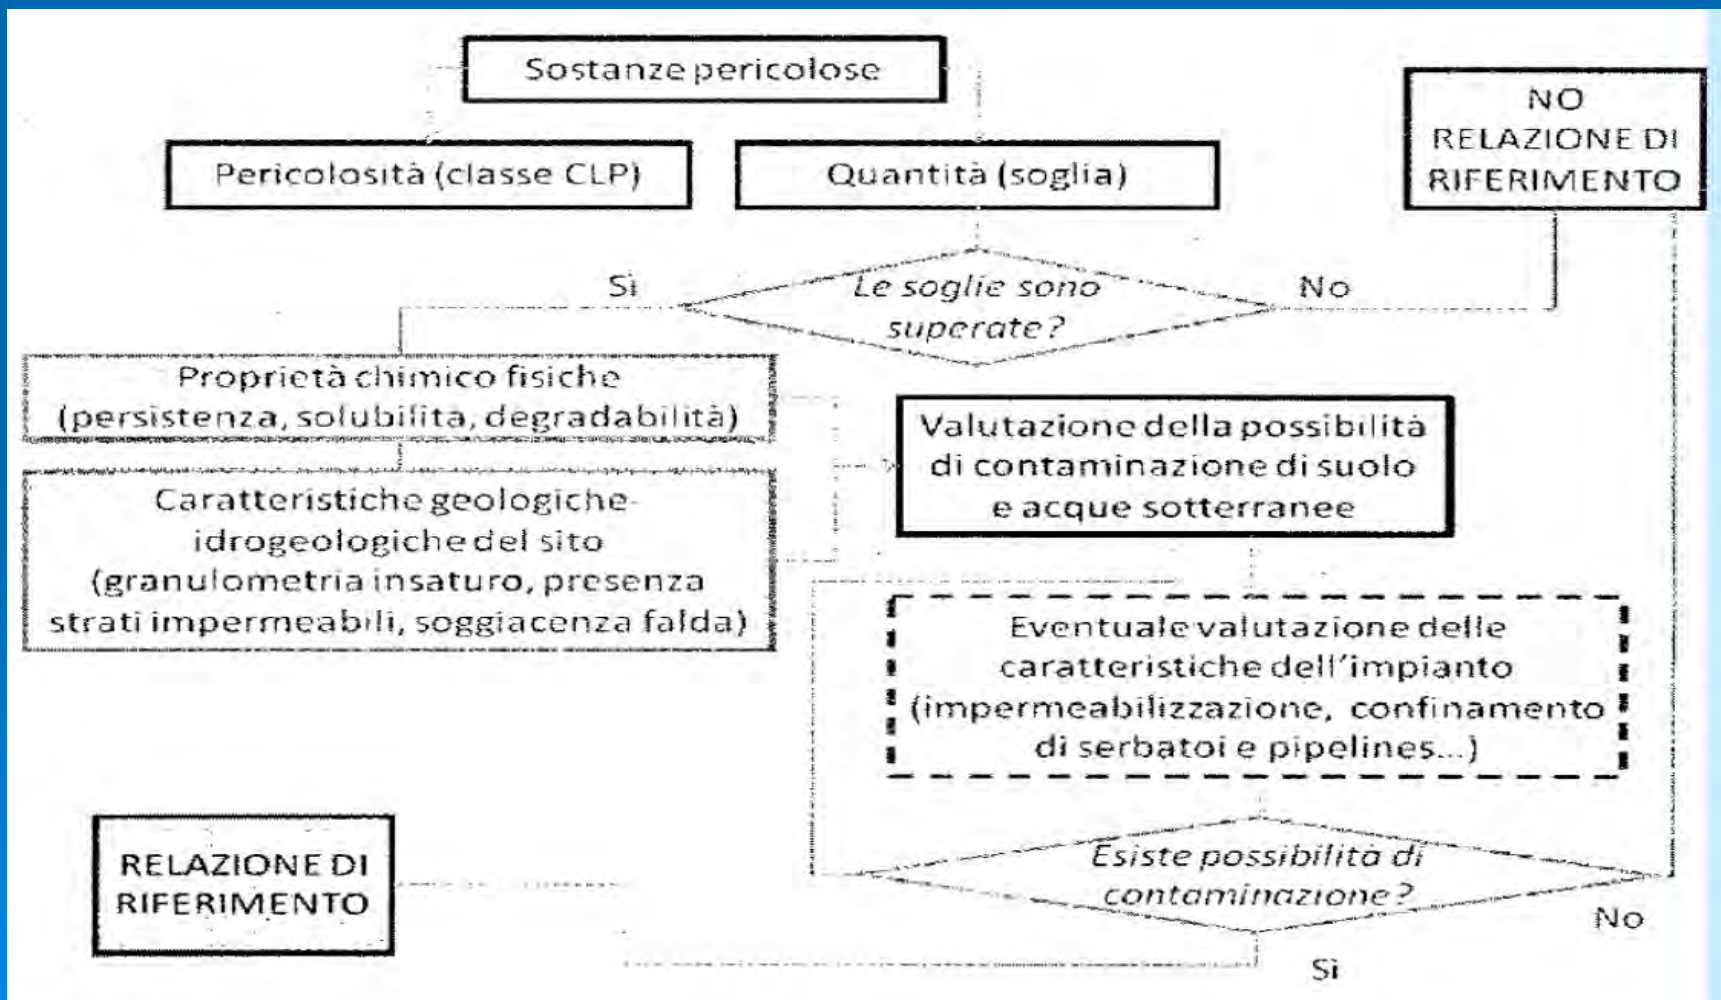 Sostanze pericolose
NO
RELAZIONE DI
RIFERIMENTO
Pericolosità (classe CLP)
Quantità (soglia)
Sì
Le soglie sono
superate?
No
Proprietà chimico fisiche
(persistenza, solubilità, degradabilità)
Valutazione della possibilità
di contaminazione di suolo
e acque sotterranee
Caratteristiche geologiche-
idrogeologiche del sito
(granulometria insaturo, presenza
strati impermeabili, soggiacenza falda)
Eventuale valutazione delle
caratteristiche dell'impianto
(impermeabilizzazione, confinamento
di serbatoi e pipelines...)
RELAZIONE DI
RIFERIMENTO
Esiste possibilità di
contaminazione?
No
Sì